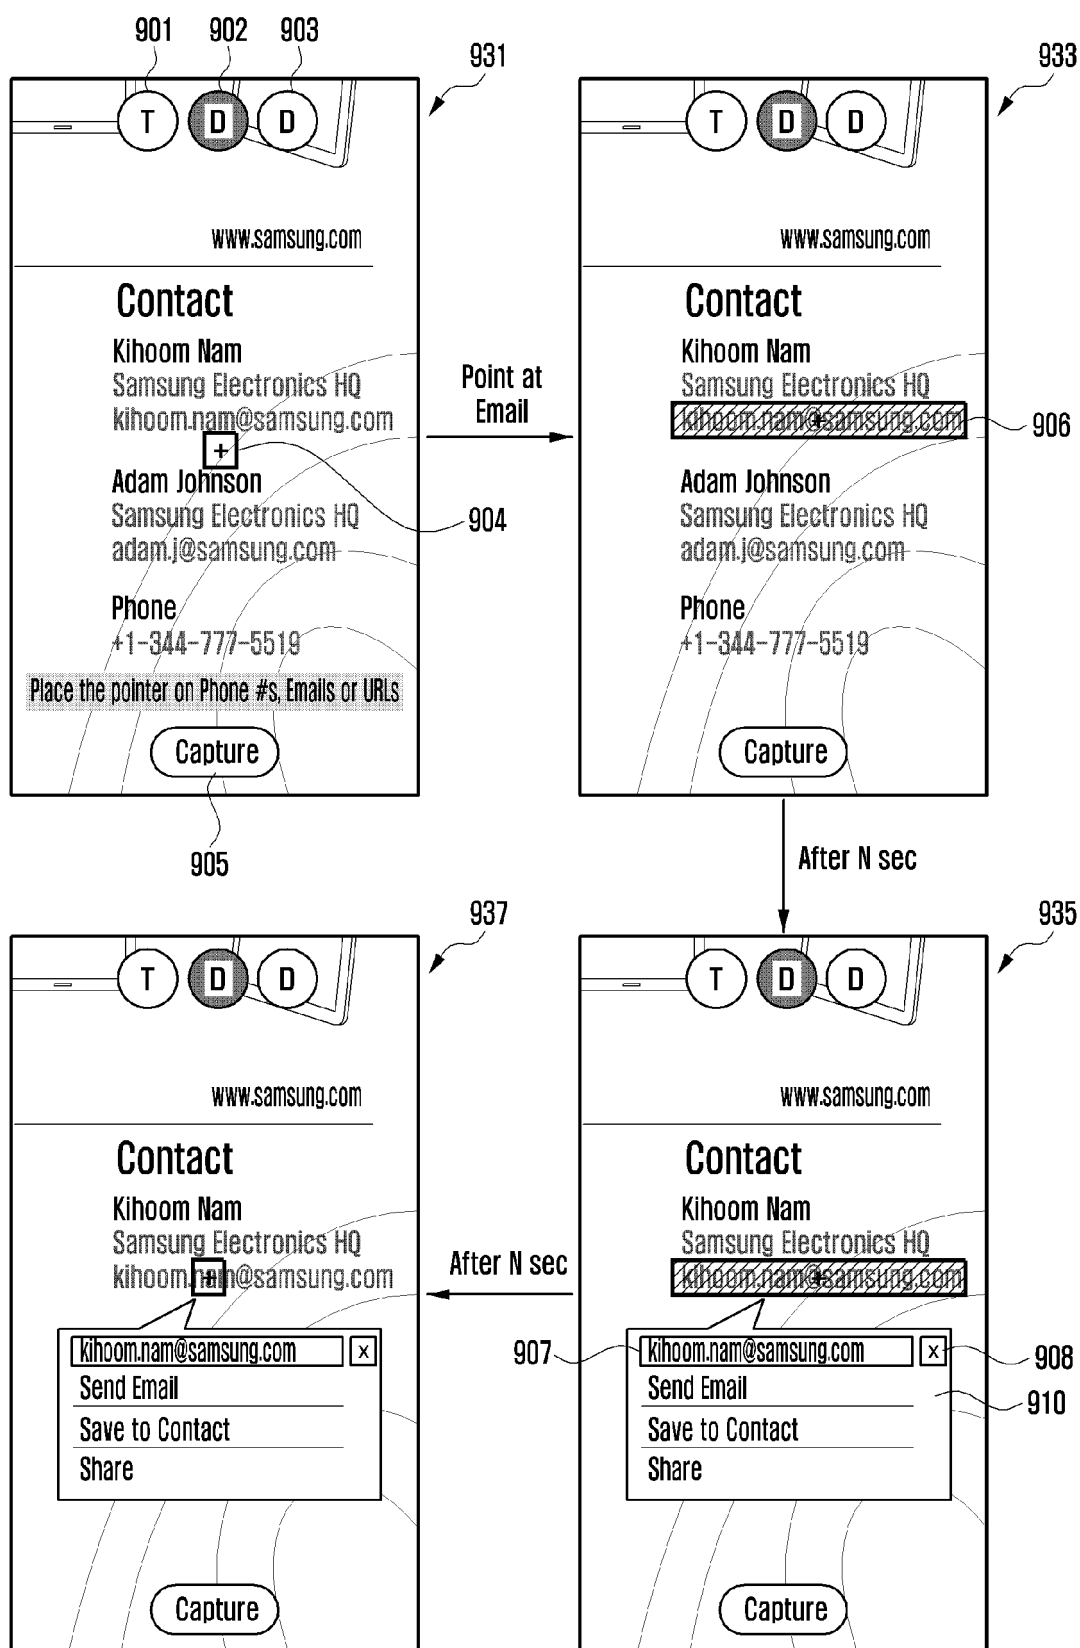 901 902 903
931
T D D
www.samsung.com
Contact
Kihoom Nam
Samsung Electronics HQ
kihoom.nam@samsung.com
+
904
Adam Johnson
Samsung Electronics HQ
adam.j@samsung.com
Phone
+1-344-777-5519
Place the pointer on Phone #s, Emails or URLs
Capture
905
Point at
Email
933
T D D
www.samsung.com
Contact
Kihoom Nam
Samsung Electronics HQ
kihoom.nam@samsung.com
+
906
Adam Johnson
Samsung Electronics HQ
adam.j@samsung.com
Phone
+1-344-777-5519
Capture
After N sec
935
T D D
www.samsung.com
Contact
Kihoom Nam
Samsung Electronics HQ
kihoom.nam@samsung.com
+
907
kihoom.nam@samsung.com x
908
Send Email
910
Save to Contact
Share
Capture
After N sec
937
T D D
www.samsung.com
Contact
Kihoom Nam
Samsung Electronics HQ
kihoom.nam@samsung.com
+
kihoom.nam@samsung.com x
Send Email
Save to Contact
Share
Capture